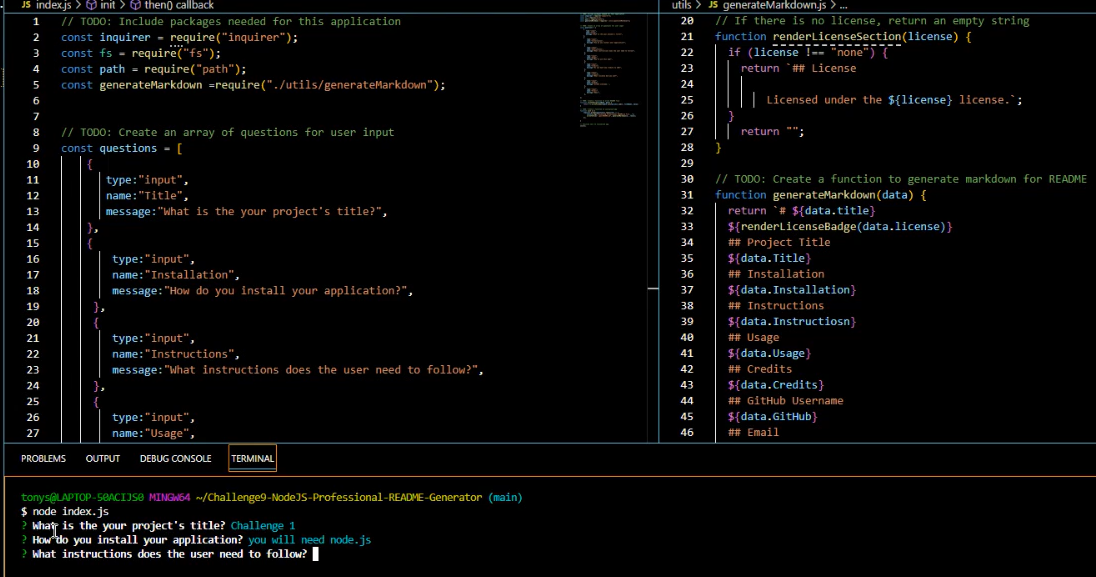 JS index.js > init > then() callback
1 // TODO: Include packages needed for this application
2 const inquirer = require("inquirer");
3 const fs = require("fs");
4 const path = require("path");
5 const generateMarkdown =require("./utils/generateMarkdown");
6
7
8 // TODO: Create an array of questions for user input
9 const questions = [
10 {
11 type:"input",
12 name:"Title",
13 message:"What is the your project's title?",
14 },
15 {
16 type:"input",
17 name:"Installation",
18 message:"How do you install your application?",
19 },
20 {
21 type:"input",
22 name:"Instructions",
23 message:"What instructions does the user need to follow?",
24 },
25 {
26 type:"input",
27 name:"Usage",
utils > JS generateMarkdown.js > ...
20 // If there is no license, return an empty string
21 function renderLicenseSection(license) {
22 if (license !== "none") {
23 return `## License
24
25 Licensed under the ${license} license.`;
26 }
27 return "";
28 }
29
30 // TODO: Create a function to generate markdown for README
31 function generateMarkdown(data) {
32 return `# ${data.title}
33 ${renderLicenseBadge(data.license)}
34 ## Project Title
35 ${data.Title}
36 ## Installation
37 ${data.Installation}
38 ## Instructions
39 ${data.Instructiosn}
40 ## Usage
41 ${data.Usage}
42 ## Credits
43 ${data.Credits}
44 ## GitHub Username
45 ${data.GitHub}
46 ## Email
PROBLEMS OUTPUT DEBUG CONSOLE TERMINAL
tonys@LAPTOP-50ACIJS0 MINGW64 ~/Challenge9-NodeJS-Professional-README-Generator (main)
$ node index.js
? What is the your project's title? Challenge 1
? How do you install your application? you will need node.js
? What instructions does the user need to follow?